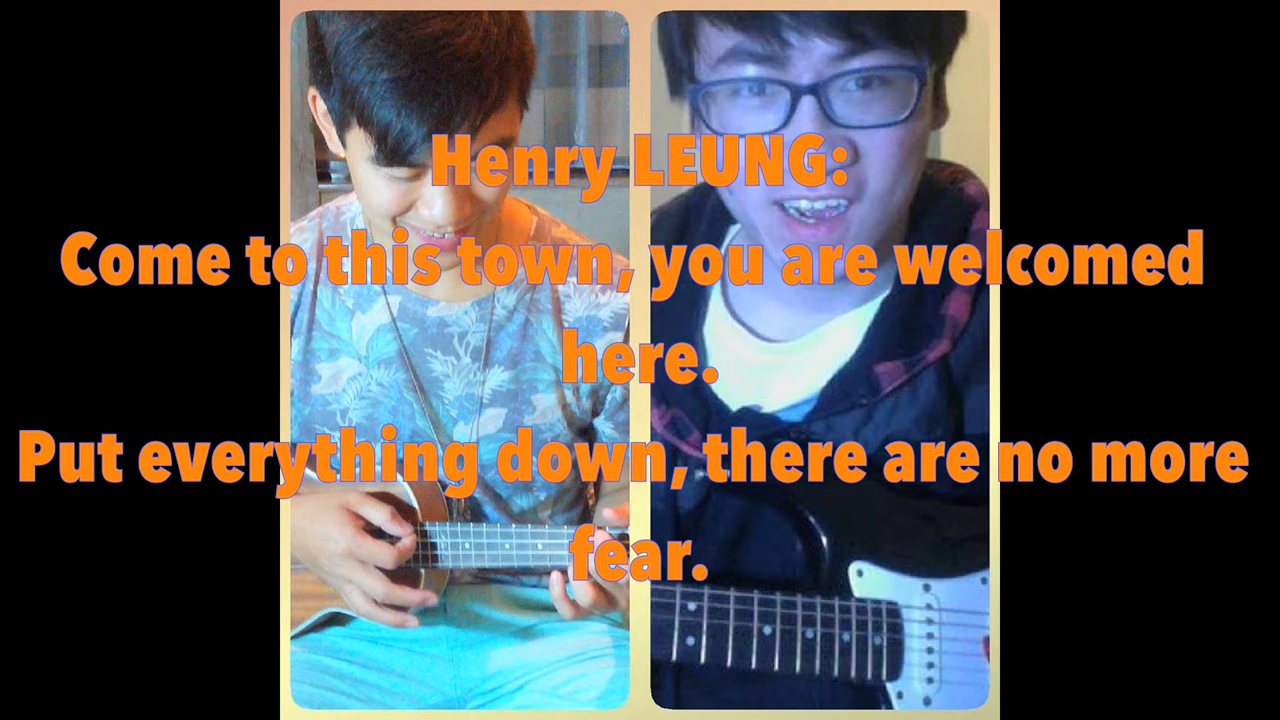 Henry LEUNG:
Come to this town, you are welcomed
here.
Put everything down, there are no more
fear.